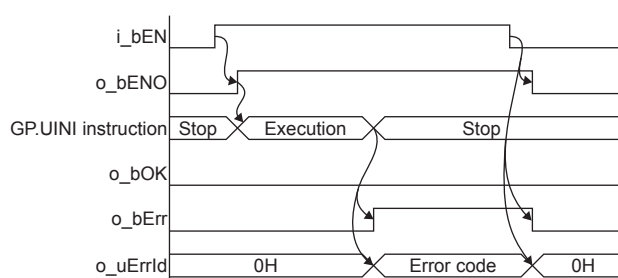 i_bEN
o_bENO
GP.UINI instruction Stop Execution Stop
o_bOK
o_bErr
o_uErrId 0H Error code 0H